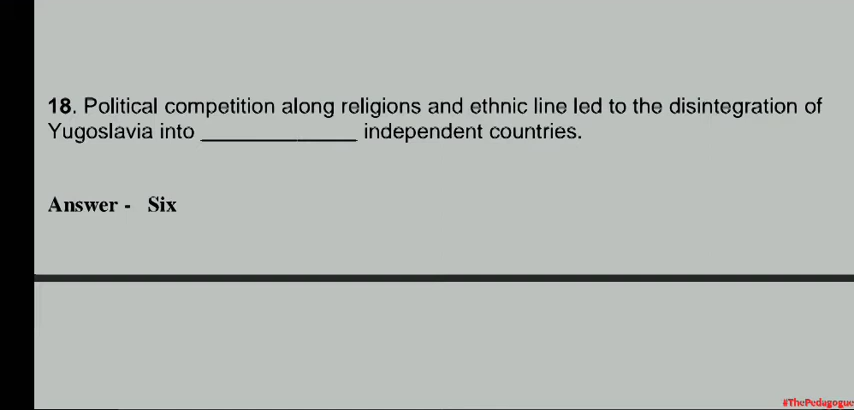 18. Political competition along religions and ethnic line led to the disintegration of
Yugoslavia into ______________ independent countries.
Answer - Six
#ThePedagogue